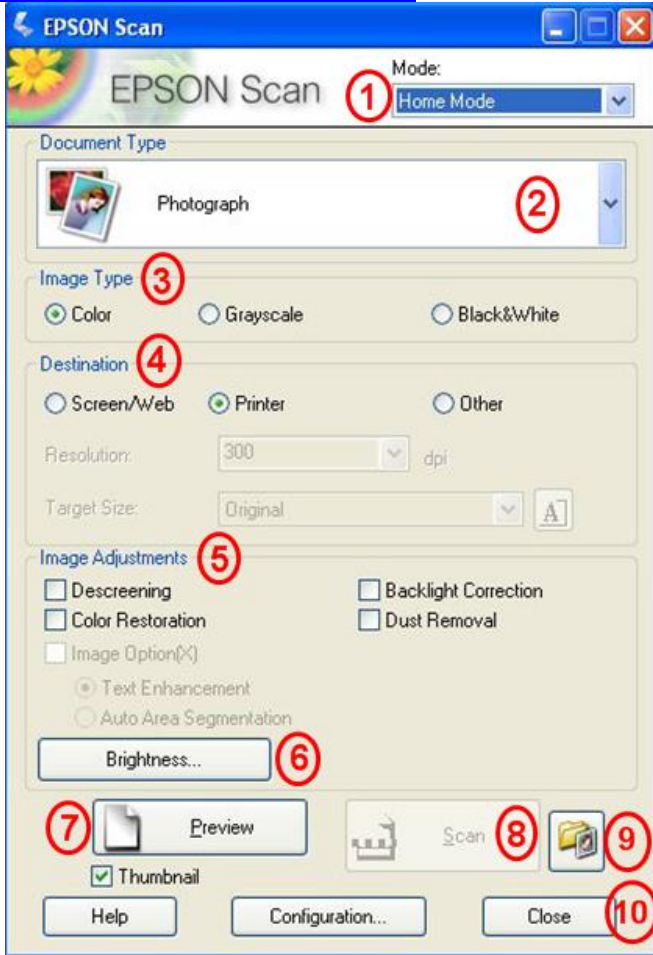 EPSON Scan
EPSON Scan
Mode:
1 Home Mode
Document Type
Photograph 2
Image Type 3
Color Grayscale Black&White
Destination 4
Screen/Web Printer Other
Resolution: 300 dpi
Target Size: Original A
Image Adjustments 5
Descreening Backlight Correction
Color Restoration Dust Removal
Image Option(X)
Text Enhancement
Auto Area Segmentation
Brightness... 6
7 Preview Scan 8 9
Thumbnail
Help Configuration... Close 10